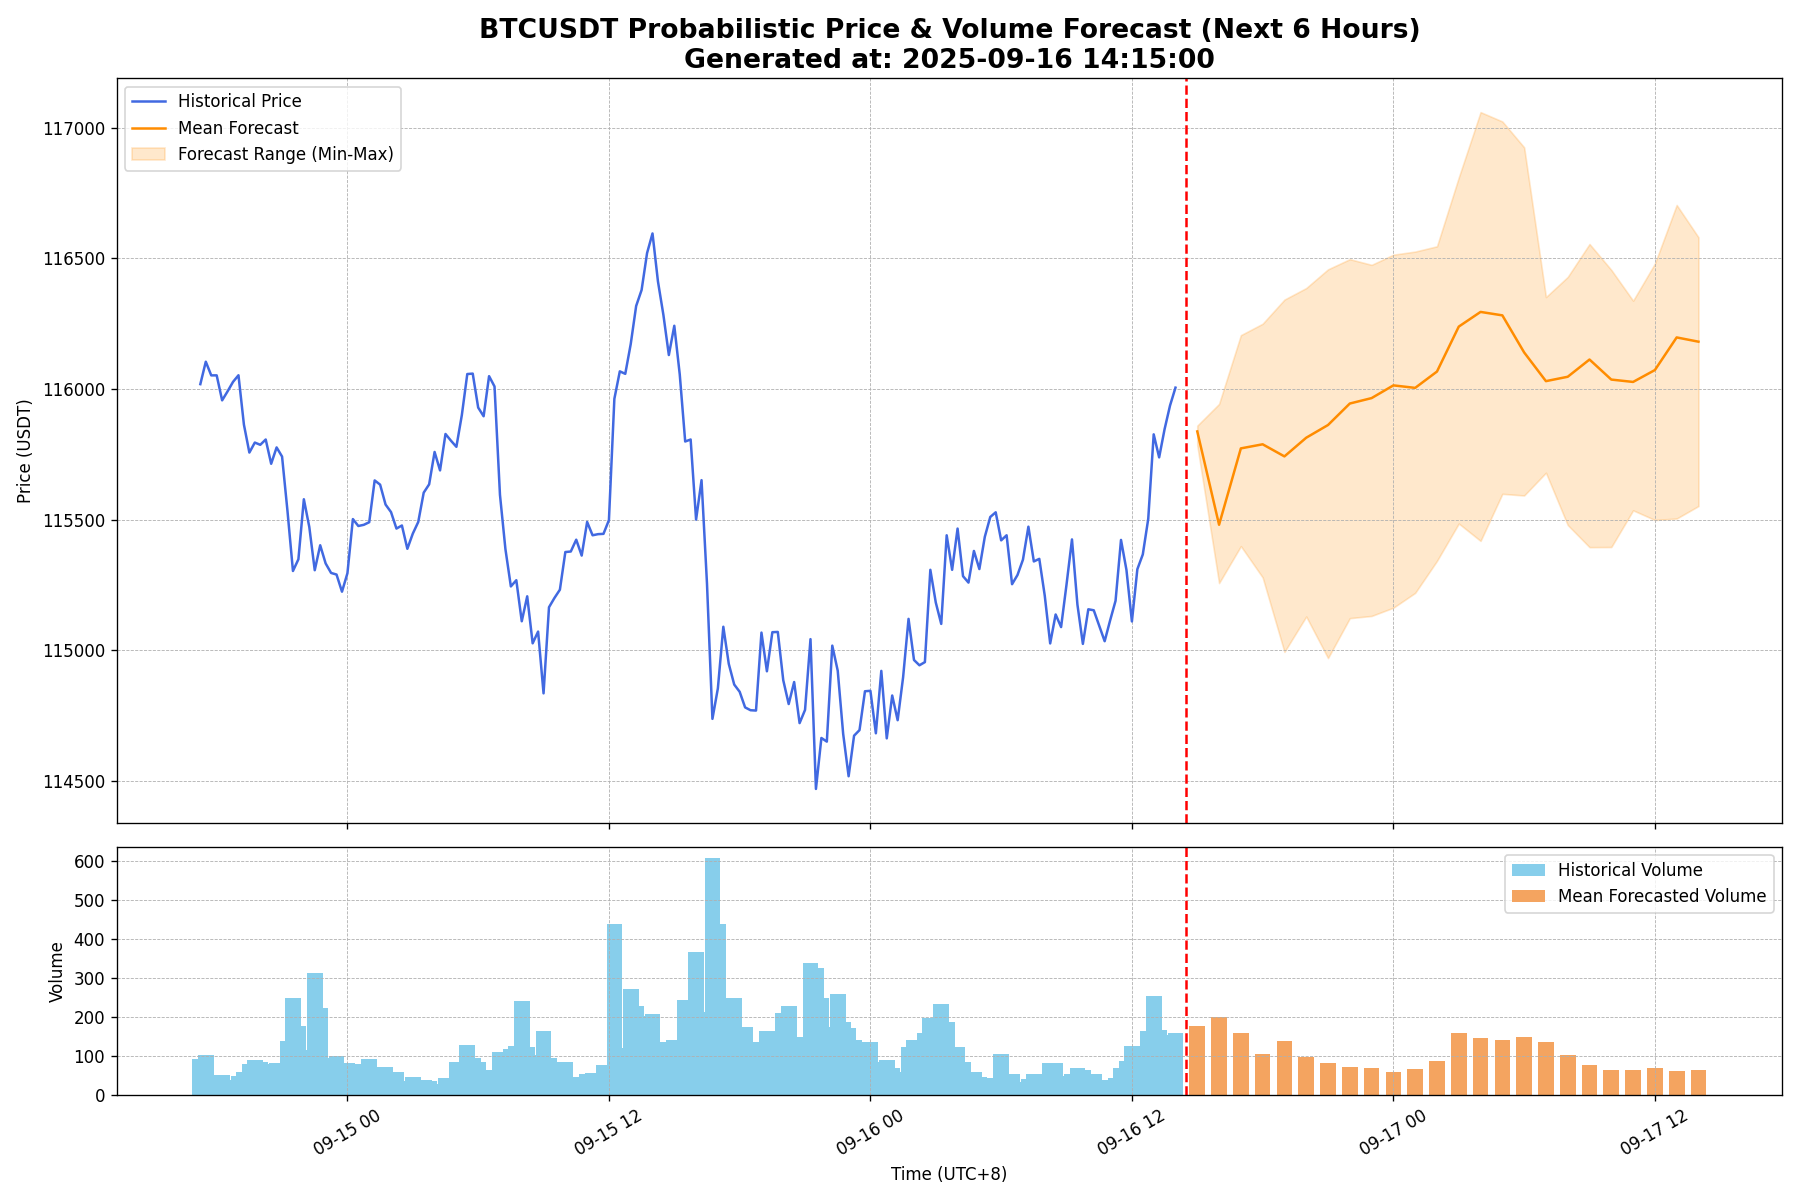 BTCUSDT Probabilistic Price & Volume Forecast (Next 6 Hours)
Generated at: 2025-09-16 14:15:00
Historical Price
Mean Forecast
Forecast Range (Min-Max)
117000
116500
116000
115500
115000
114500
Price (USDT)
Historical Volume
Mean Forecasted Volume
600
500
400
300
200
100
0
Volume
09-15 00
09-15 12
09-16 00
09-16 12
09-17 00
09-17 12
Time (UTC+8)